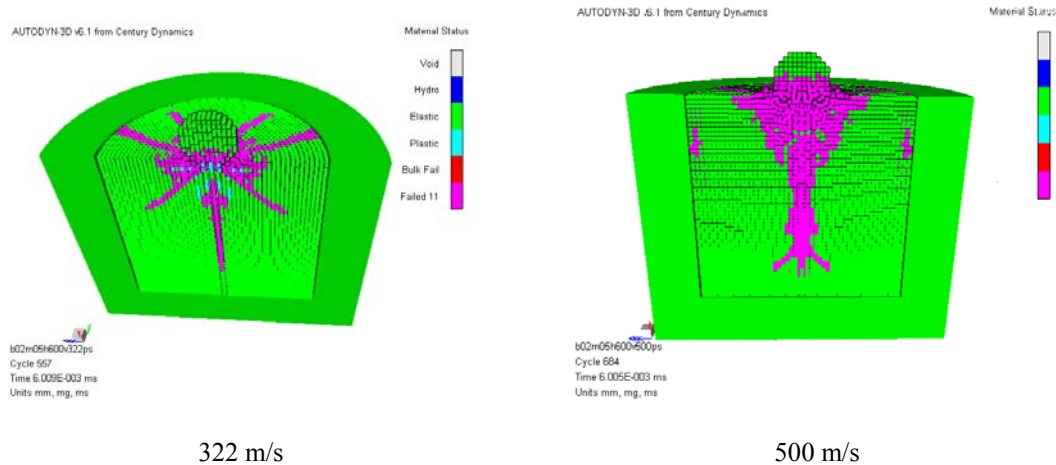 AUTODYN-3D v6.1 from Century Dynamics
Material Status
Void
Hydro
Elastic
Plastic
Bulk Fail
Failed 11
b02m05h600v322ps
Cycle 557
Time 6.009E-003 ms
Units mm, mg, ms
322 m/s
AUTODYN-3D .6.1 from Century Dynamics
Material Status
b02m05h600v500ps
Cycle 684
Time 6.005E-003 ms
Units mm, mg, ms
500 m/s